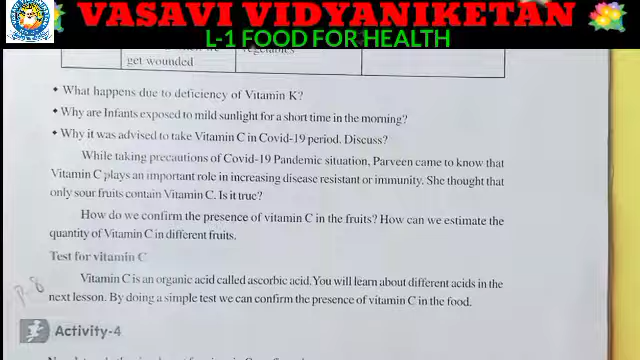 VASAVI VIDYANIKETAN
L-1 FOOD FOR HEALTH
get wounded
vegetables
• What happens due to deficiency of Vitamin K?
• Why are Infants exposed to mild sunlight for a short time in the morning?
• Why it was advised to take Vitamin C in Covid-19 period. Discuss?
While taking precautions of Covid-19 Pandemic situation, Parveen came to know that
Vitamin C plays an important role in increasing disease resistant or immunity. She thought that
only sour fruits contain Vitamin C. Is it true?
How do we confirm the presence of vitamin C in the fruits? How can we estimate the
quantity of Vitamin C in different fruits.
Test for vitamin C
Vitamin C is an organic acid called ascorbic acid. You will learn about different acids in the
next lesson. By doing a simple test we can confirm the presence of vitamin C in the food.
P-8
Activity-4